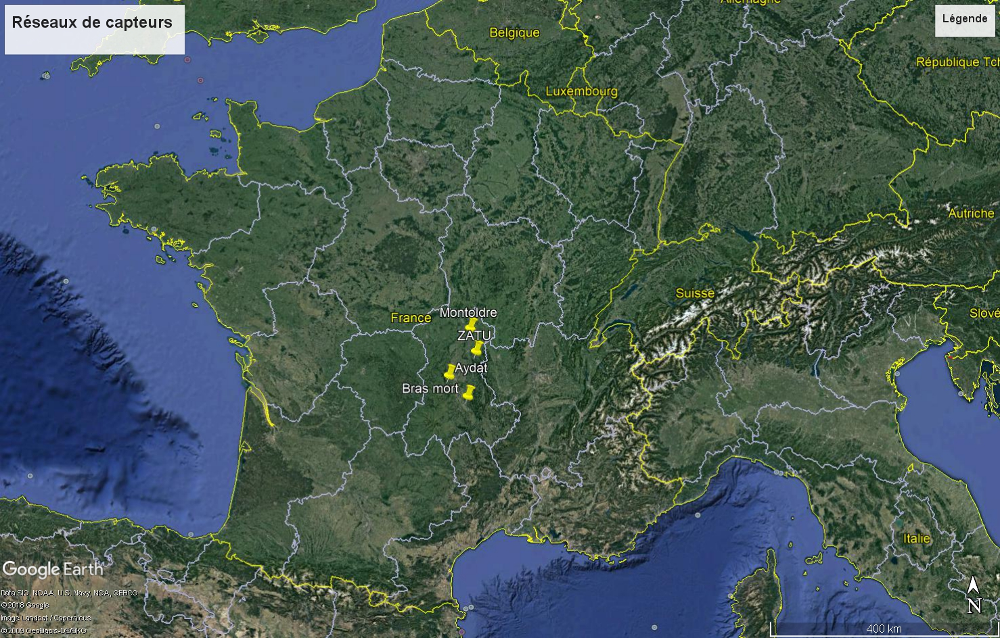 Réseaux de capteurs
Légende
Allemagne
Belgique
République Tch
Luxembourg
Autriche
Suisse
France
Montoldre
Slové
ZATU
Aydat
Bras mort
Italie
Google Earth
Data SIO, NOAA, U.S. Navy, NGA, GEBCO
©2018 Google
Image Landsat / Copernicus
©2009 GeoBasis-DE/BKG
N
400 km